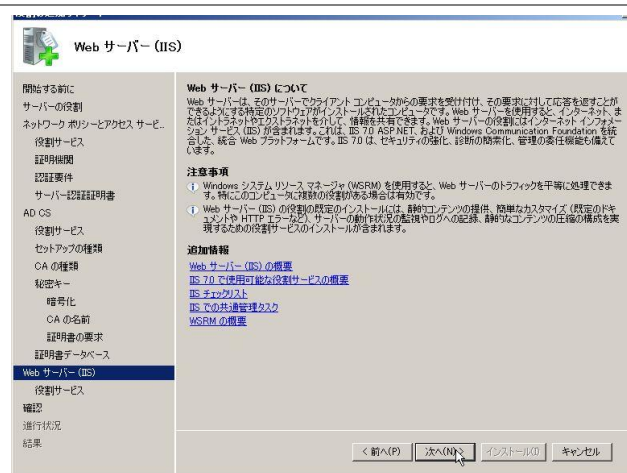 Web サーバー (IIS)
開始する前に
サーバーの役割
ネットワーク ポリシーとアクセス サービ...
役割サービス
証明機関
認証要件
サーバー認証証明書
AD CS
役割サービス
セットアップの種類
CA の種類
秘密キー
暗号化
CA の名前
証明書の要求
証明書データベース
Web サーバー (IIS)
役割サービス
確認
進行状況
結果
Web サーバー (IIS) について
Web サーバーは、そのサーバーでクライアント コンピュータからの要求を受け付け、その要求に対して応答を返すことが
できるようにする特定のソフトウェアがインストールされたコンピュータです。Web サーバーを使用すると、インターネット、ま
たはイントラネットやエクストラネットを介して、情報を共有できます。Web サーバーの役割にはインターネット インフォメー
ション サービス (IIS) が含まれます。これは、IIS 7.0 ASP.NET、および Windows Communication Foundation を統
合した、統合 Web プラットフォームです。IIS 7.0 は、セキュリティの強化、診断の簡素化、管理の委任機能も備えて
います。
注意事項
Windows システム リソース マネージャ (WSRM) を使用すると、Web サーバーのトラフィックを平等に処理できま
す。特にこのコンピュータに複数の役割がある場合は有効です。
Web サーバー (IIS) の役割の既定のインストールには、静的コンテンツの提供、簡単なカスタマイズ (既定のドキ
ュメントや HTTP エラーなど)、サーバーの動作状況の監視やログへの記録、静的なコンテンツの圧縮の構成を実
現するための役割サービスのインストールが含まれます。
追加情報
Web サーバー (IIS) の概要
IIS 7.0 で使用可能な役割サービスの概要
IIS チェックリスト
IIS での共通管理タスク
WSRM の概要
< 前へ(P)
次へ(N) >
インストール(I)
キャンセル